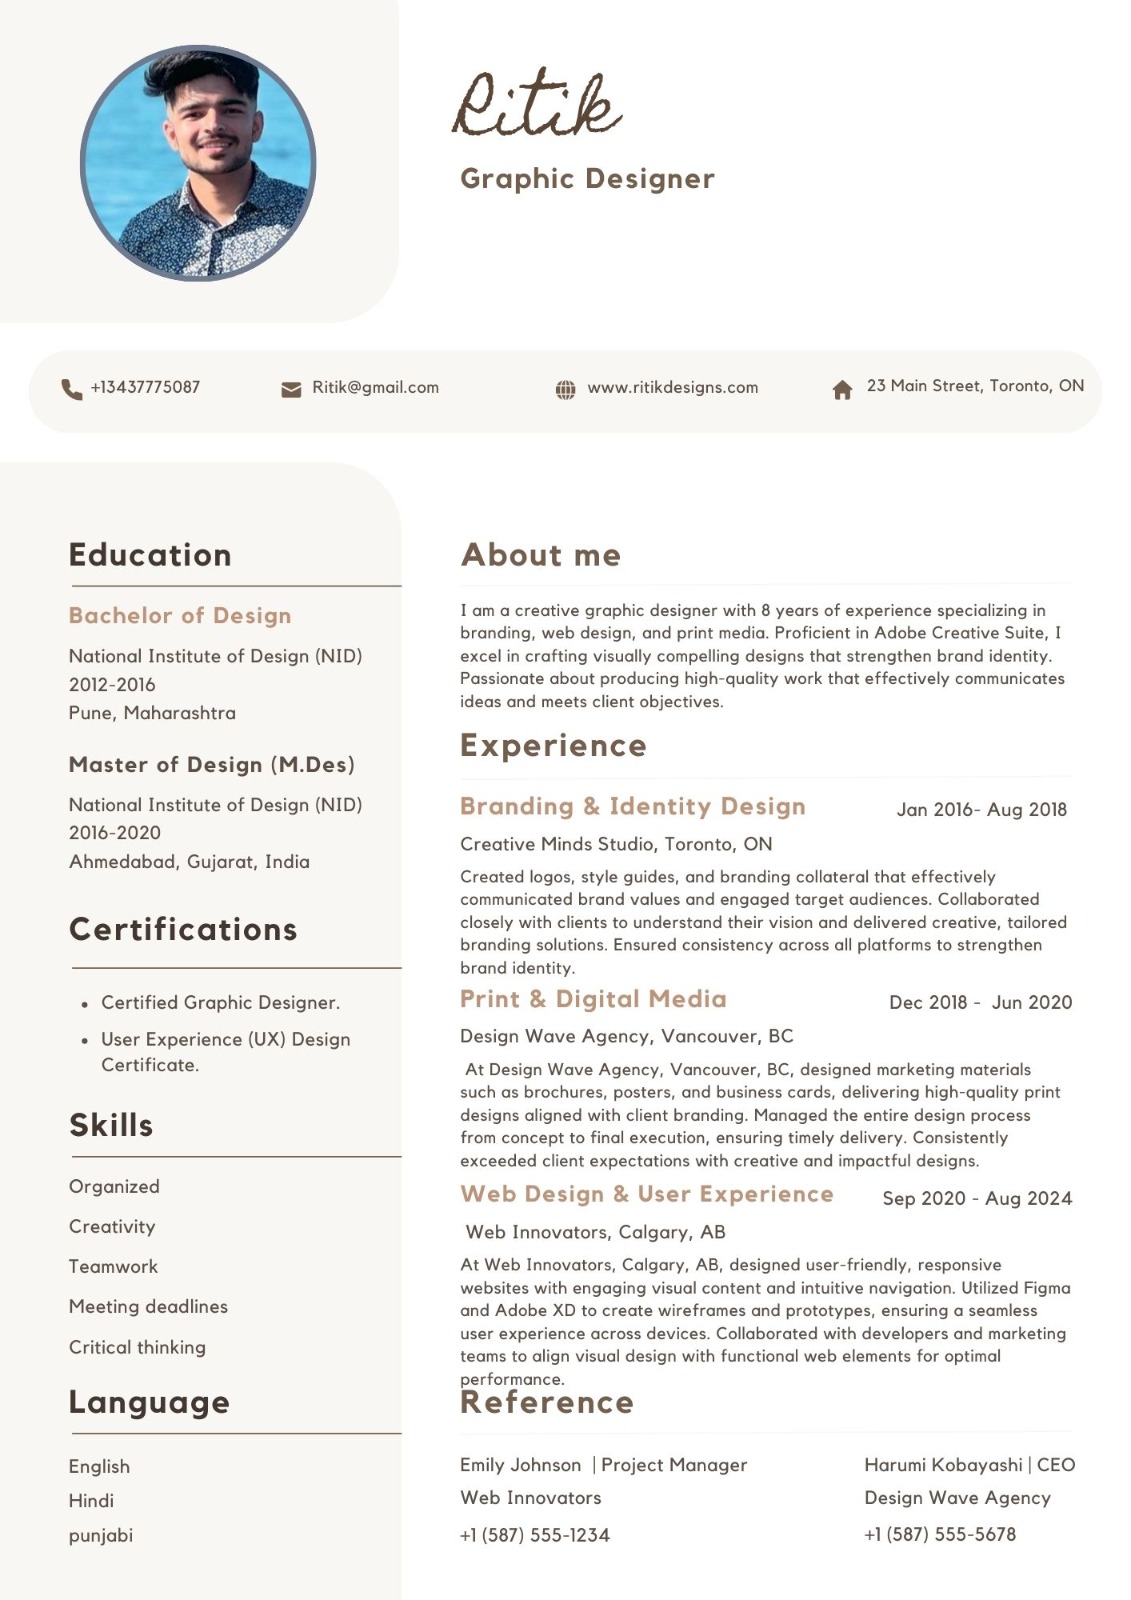 Ritik
Graphic Designer
+13437775087
Ritik@gmail.com
www.ritikdesigns.com
23 Main Street, Toronto, ON
Education
Bachelor of Design
National Institute of Design (NID)
2012-2016
Pune, Maharashtra
Master of Design (M.Des)
National Institute of Design (NID)
2016-2020
Ahmedabad, Gujarat, India
Certifications
• Certified Graphic Designer.
• User Experience (UX) Design
Certificate.
Skills
Organized
Creativity
Teamwork
Meeting deadlines
Critical thinking
Language
English
Hindi
punjabi
About me
I am a creative graphic designer with 8 years of experience specializing in
branding, web design, and print media. Proficient in Adobe Creative Suite, I
excel in crafting visually compelling designs that strengthen brand identity.
Passionate about producing high-quality work that effectively communicates
ideas and meets client objectives.
Experience
Branding & Identity Design
Jan 2016- Aug 2018
Creative Minds Studio, Toronto, ON
Created logos, style guides, and branding collateral that effectively
communicated brand values and engaged target audiences. Collaborated
closely with clients to understand their vision and delivered creative, tailored
branding solutions. Ensured consistency across all platforms to strengthen
brand identity.
Print & Digital Media
Dec 2018 - Jun 2020
Design Wave Agency, Vancouver, BC
At Design Wave Agency, Vancouver, BC, designed marketing materials
such as brochures, posters, and business cards, delivering high-quality print
designs aligned with client branding. Managed the entire design process
from concept to final execution, ensuring timely delivery. Consistently
exceeded client expectations with creative and impactful designs.
Web Design & User Experience
Sep 2020 - Aug 2024
Web Innovators, Calgary, AB
At Web Innovators, Calgary, AB, designed user-friendly, responsive
websites with engaging visual content and intuitive navigation. Utilized Figma
and Adobe XD to create wireframes and prototypes, ensuring a seamless
user experience across devices. Collaborated with developers and marketing
teams to align visual design with functional web elements for optimal
performance.
Reference
Emily Johnson | Project Manager
Web Innovators
+1 (587) 555-1234
Harumi Kobayashi | CEO
Design Wave Agency
+1 (587) 555-5678